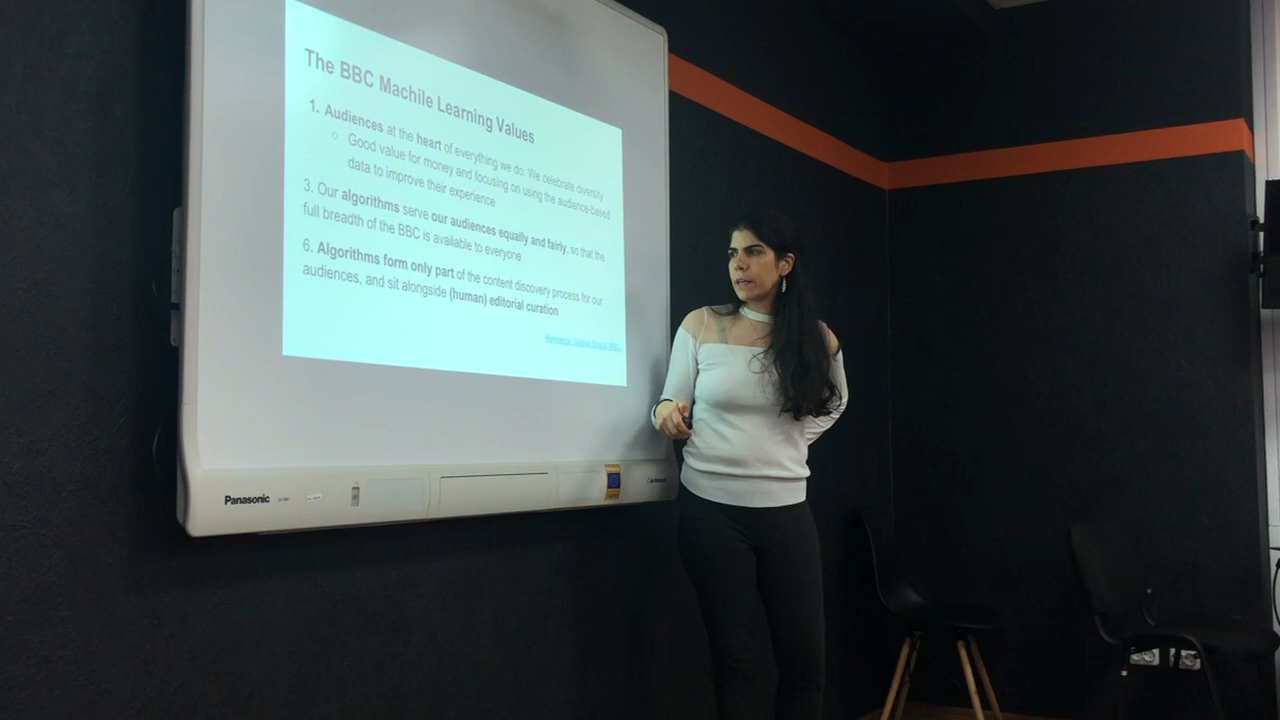 The BBC Machile Learning Values
1. Audiences at the heart of everything we do. We celebrate diversity
○ Good value for money and focusing on using the audience-based
data to improve their experience
3. Our algorithms serve our audiences equally and fairly, so that the
full breadth of the BBC is available to everyone
6. Algorithms form only part of the content discovery process for our
audiences, and sit alongside (human) editorial curation
Reference:
Panasonic